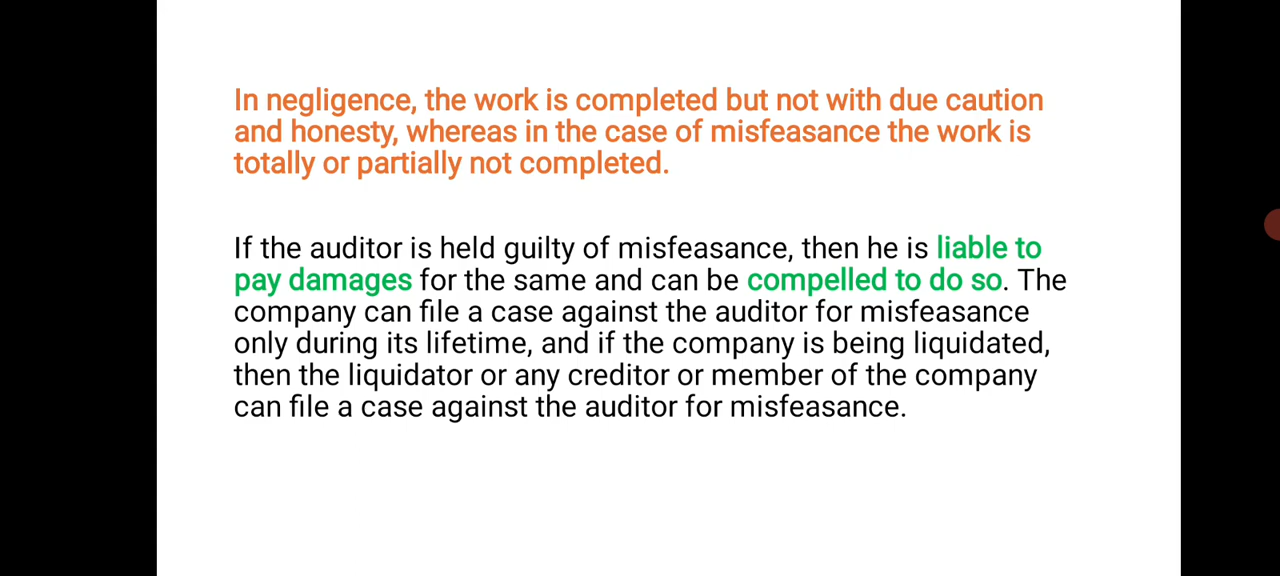 In negligence, the work is completed but not with due caution
and honesty, whereas in the case of misfeasance the work is
totally or partially not completed.
If the auditor is held guilty of misfeasance, then he is liable to
pay damages for the same and can be compelled to do so. The
company can file a case against the auditor for misfeasance
only during its lifetime, and if the company is being liquidated,
then the liquidator or any creditor or member of the company
can file a case against the auditor for misfeasance.